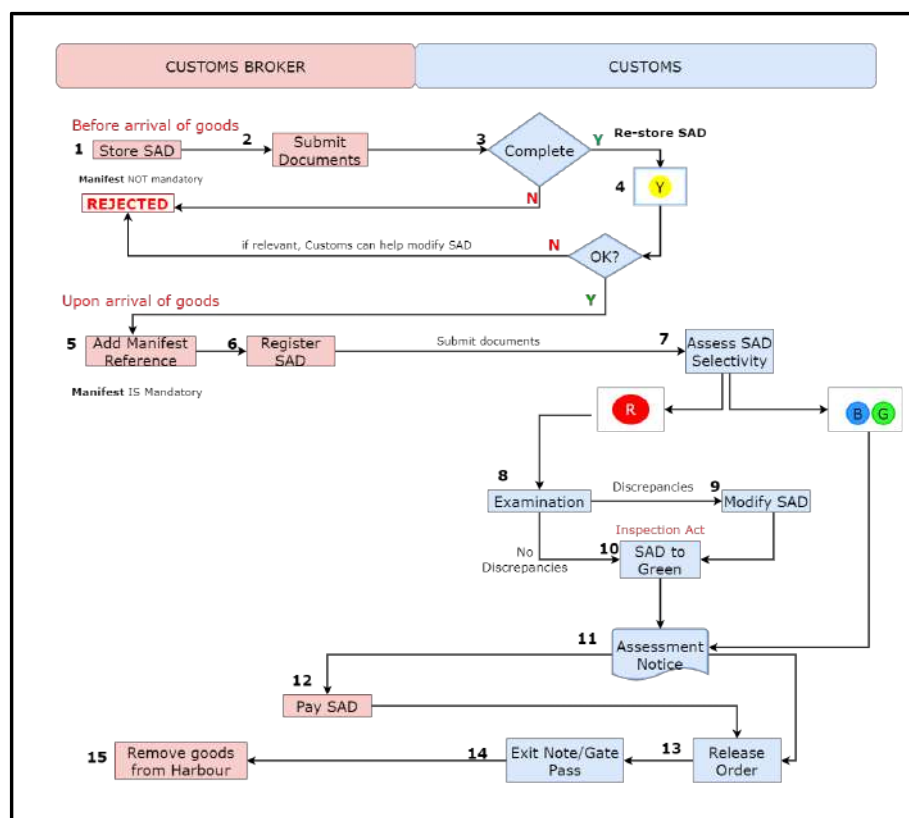 CUSTOMS BROKER
CUSTOMS
Before arrival of goods
1
Store SAD
2
Submit
Documents
3
Complete
Y
Re-store SAD
Manifest NOT mandatory
REJECTED
N
4
Y
if relevant, Customs can help modify SAD
N
OK?
Y
Upon arrival of goods
5
Add Manifest
Reference
6
Register
SAD
Submit documents
7
Assess SAD
Selectivity
Manifest IS Mandatory
R
B
G
8
Examination
Discrepancies
9
Modify SAD
Inspection Act
No
Discrepancies
10
SAD to
Green
11
Assessment
Notice
12
Pay SAD
15
Remove goods
from Harbour
14
Exit Note/Gate
Pass
13
Release
Order